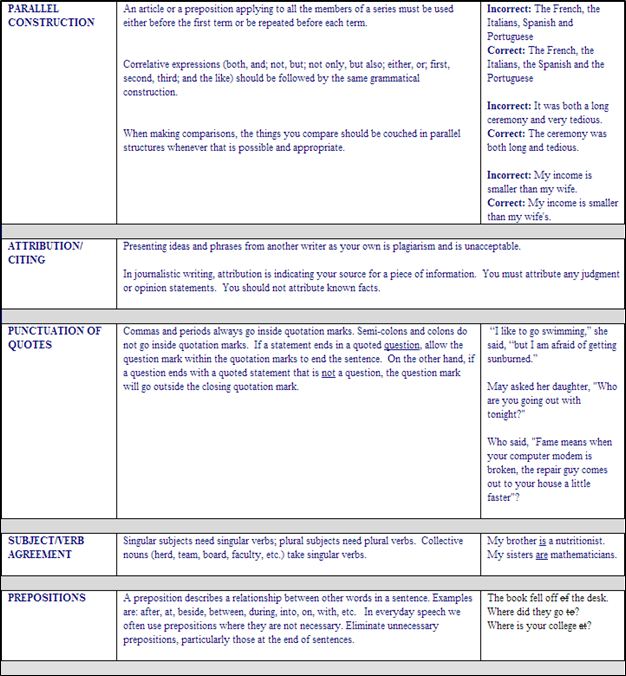 PARALLEL
CONSTRUCTION
An article or a preposition applying to all the members of a series must be used
either before the first term or be repeated before each term.
Correlative expressions (both, and; not, but; not only, but also; either, or; first,
second, third; and the like) should be followed by the same grammatical
construction.
When making comparisons, the things you compare should be couched in parallel
structures whenever that is possible and appropriate.
Incorrect: The French, the
Italians, Spanish and
Portuguese
Correct: The French, the
Italians, the Spanish and the
Portuguese
Incorrect: It was both a long
ceremony and very tedious.
Correct: The ceremony was
both long and tedious.
Incorrect: My income is
smaller than my wife.
Correct: My income is smaller
than my wife's.
ATTRIBUTION/
CITING
Presenting ideas and phrases from another writer as your own is plagiarism and is unacceptable.
In journalistic writing, attribution is indicating your source for a piece of information. You must attribute any judgment
or opinion statements. You should not attribute known facts.
PUNCTUATION OF
QUOTES
Commas and periods always go inside quotation marks. Semi-colons and colons do
not go inside quotation marks. If a statement ends in a quoted question, allow the
question mark within the quotation marks to end the sentence. On the other hand, if
a question ends with a quoted statement that is not a question, the question mark
will go outside the closing quotation mark.
“I like to go swimming,” she
said, “but I am afraid of getting
sunburned.”
May asked her daughter, "Who
are you going out with
tonight?"
Who said, "Fame means when
your computer modem is
broken, the repair guy comes
out to your house a little
faster"?
SUBJECT/VERB
AGREEMENT
Singular subjects need singular verbs; plural subjects need plural verbs. Collective
nouns (herd, team, board, faculty, etc.) take singular verbs.
My brother is a nutritionist.
My sisters are mathematicians.
PREPOSITIONS
A preposition describes a relationship between other words in a sentence. Examples
are: after, at, beside, between, during, into, on, with, etc. In everyday speech we
often use prepositions where they are not necessary. Eliminate unnecessary
prepositions, particularly those at the end of sentences.
The book fell off of the desk.
Where did they go to?
Where is your college at?